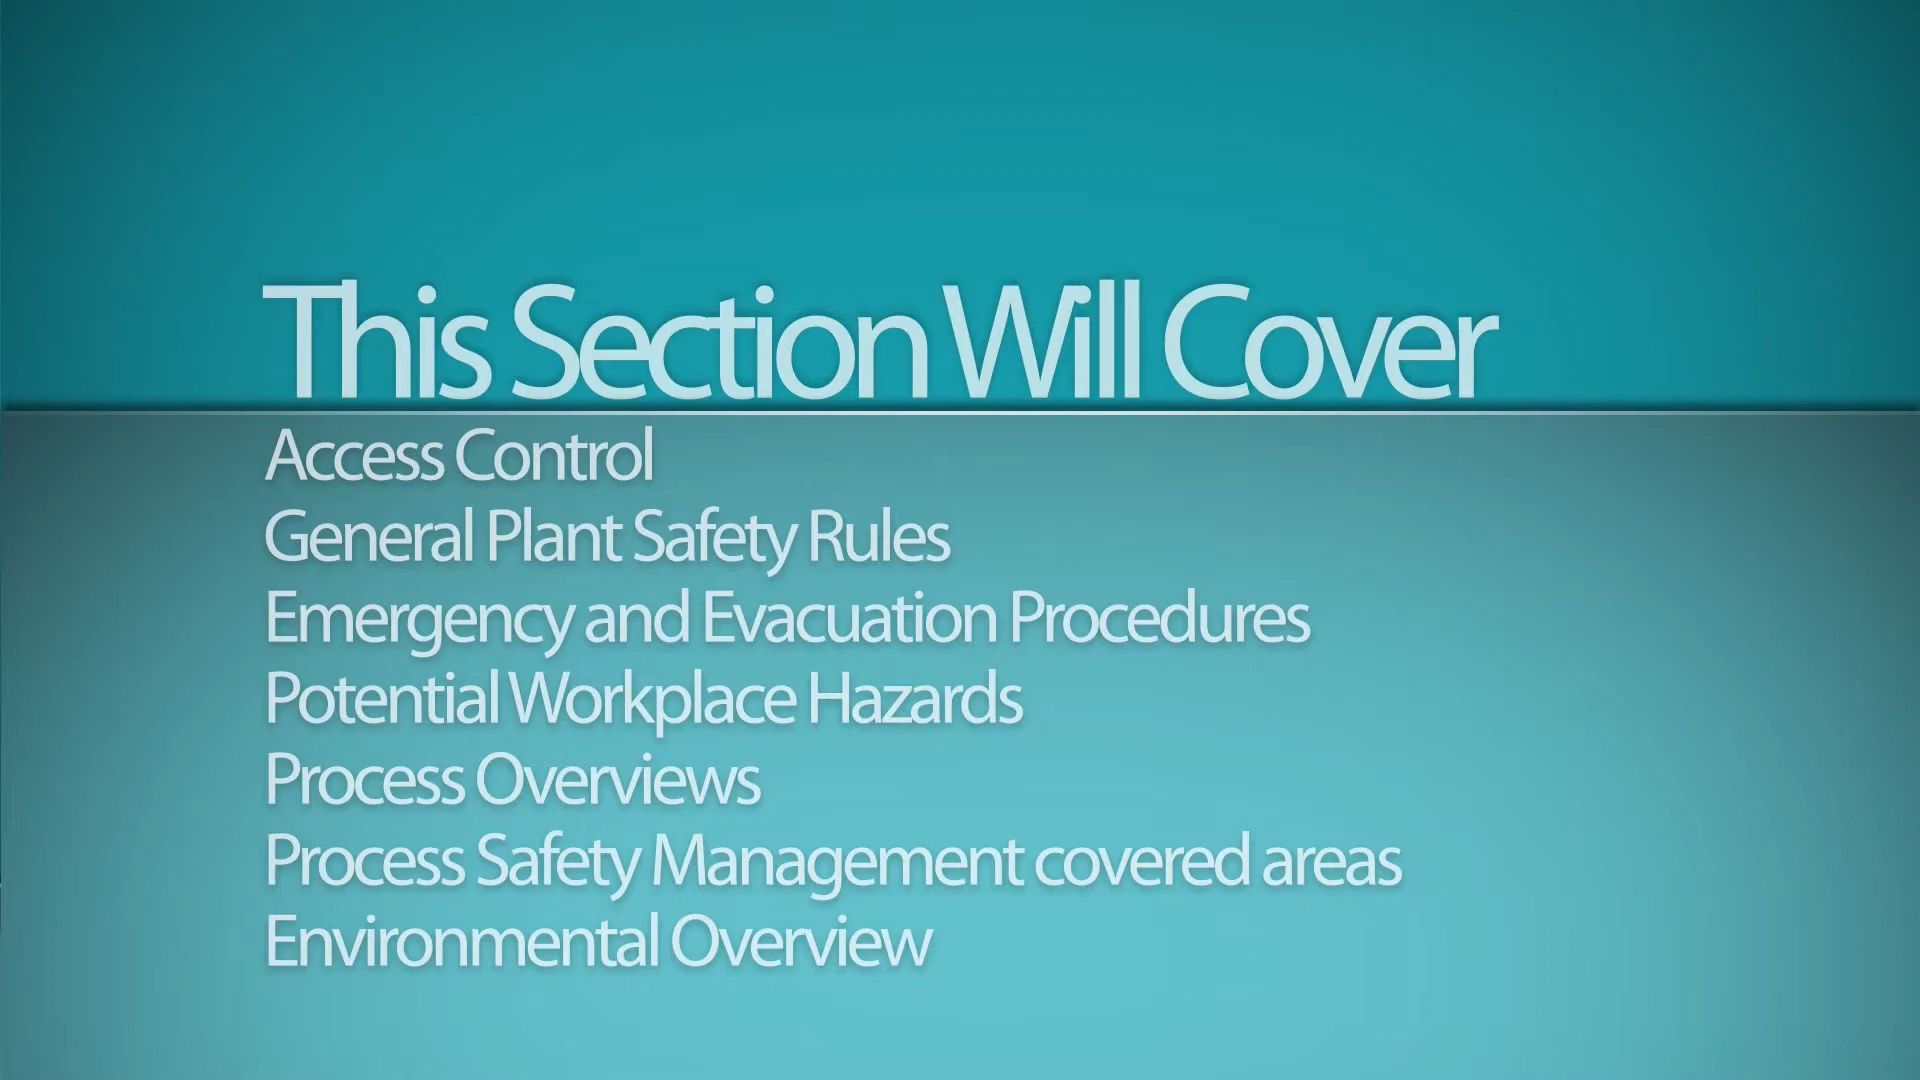 This Section Will Cover
Access Control
General Plant Safety Rules
Emergency and Evacuation Procedures
Potential Workplace Hazards
Process Overviews
Process Safety Management covered areas
Environmental Overview